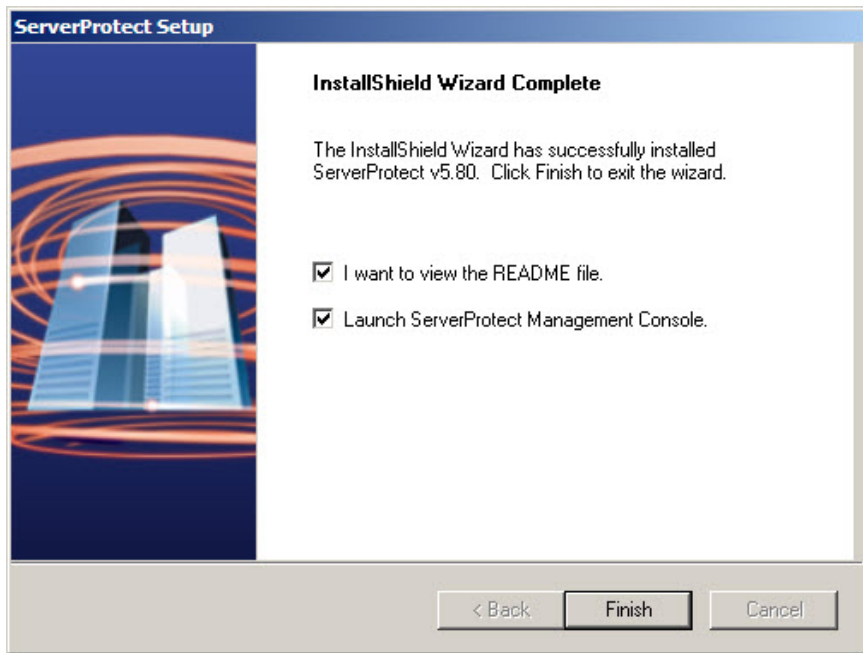 ServerProtect Setup
InstallShield Wizard Complete
The InstallShield Wizard has successfully installed
ServerProtect v5.80. Click Finish to exit the wizard.
I want to view the README file.
Launch ServerProtect Management Console.
< Back
Finish
Cancel